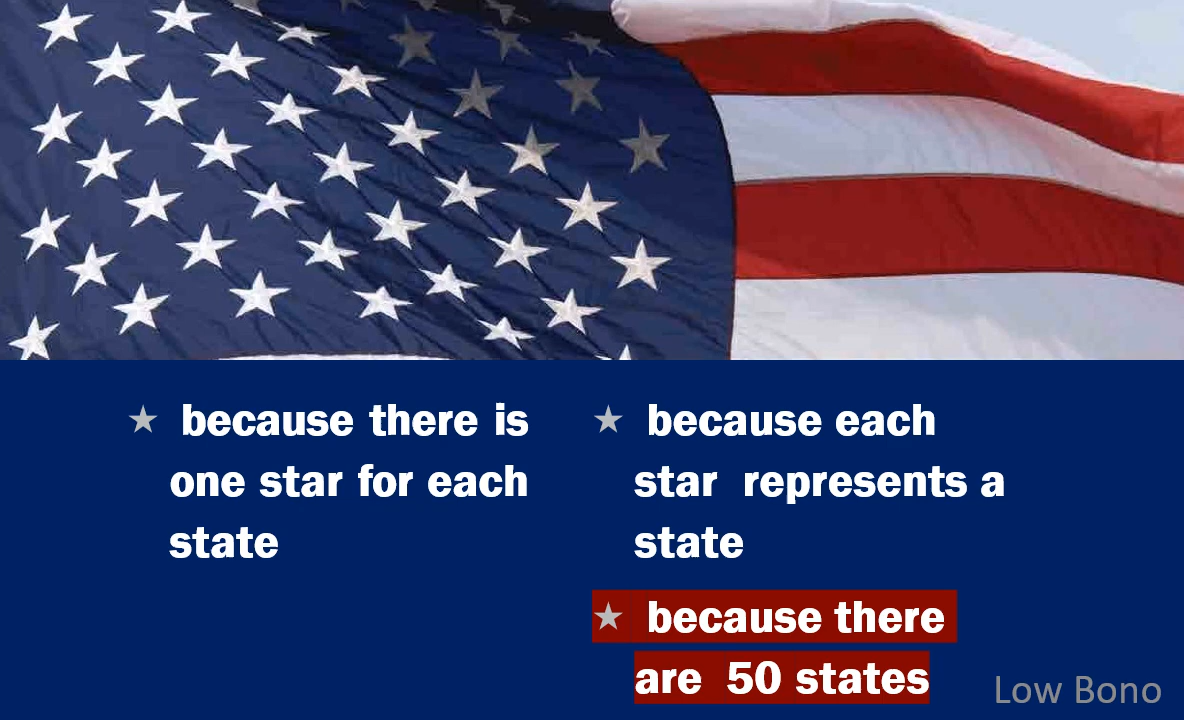 ★ because there is
one star for each
state
★ because each
star represents a
state
★ because there
are 50 states
Low Bono